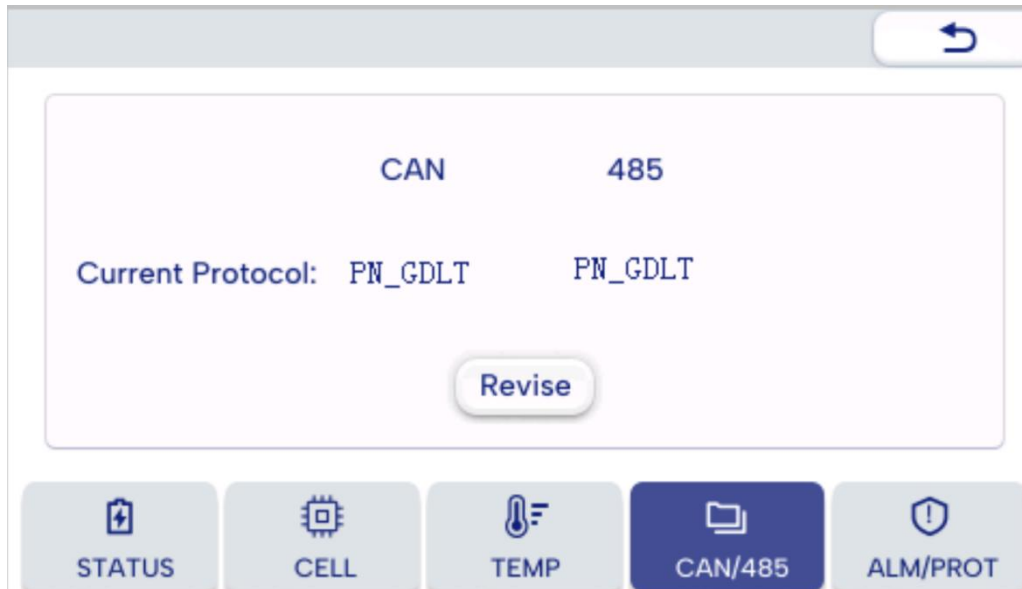 CAN 485
Current Protocol: PN_GDLT PN_GDLT
Revise
STATUS CELL TEMP CAN/485 ALM/PROT